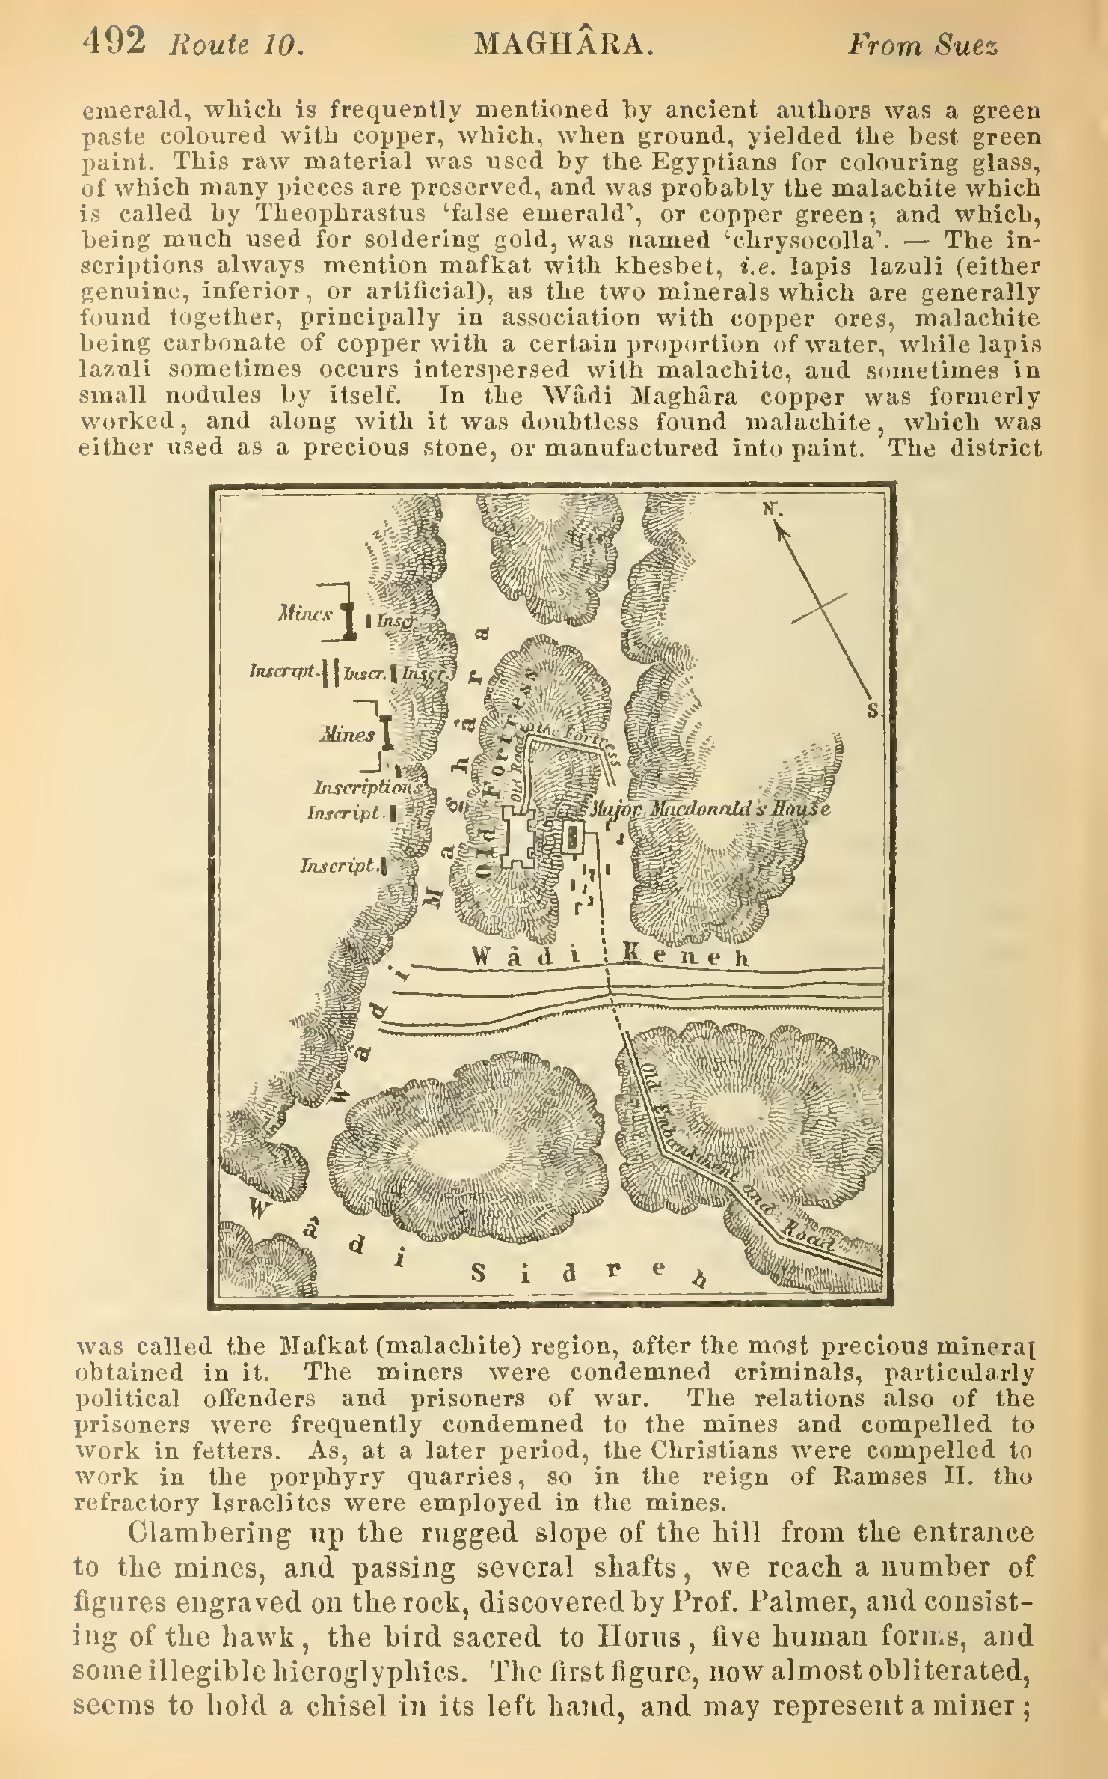 492 Route 10. MAGHÂRA. From Suez
emerald, which is frequently mentioned by ancient authors was a green
paste coloured with copper, which, when ground, yielded the best green
paint. This raw material was used by the Egyptians for colouring glass,
of which many pieces are preserved, and was probably the malachite which
is called by Theophrastus ‘false emerald’, or copper green; and which,
being much used for soldering gold, was named ‘chrysocolla’. — The in-
scriptions always mention mafkat with khesbet, i.e. lapis lazuli (either
genuine, inferior, or artificial), as the two minerals which are generally
found together, principally in association with copper ores, malachite
being carbonate of copper with a certain proportion of water, while lapis
lazuli sometimes occurs interspersed with malachite, and sometimes in
small nodules by itself. In the Wâdi Maghâra copper was formerly
worked, and along with it was doubtless found malachite, which was
either used as a precious stone, or manufactured into paint. The district
N.
S.
Mines
Inscr.
Inscript. Inscr. Inscr.
Mines
Inscriptions
Inscript.
Inscript.
Wadi Maghâra
Old Fortress
Old Road to the Fortress
Major Macdonald's House
Wâdi Keneh
Old Embankment and Road
Wâdi Sidreh
was called the Mafkat (malachite) region, after the most precious mineral
obtained in it. The miners were condemned criminals, particularly
political offenders and prisoners of war. The relations also of the
prisoners were frequently condemned to the mines and compelled to
work in fetters. As, at a later period, the Christians were compelled to
work in the porphyry quarries, so in the reign of Ramses II. the
refractory Israelites were employed in the mines.
Clambering up the rugged slope of the hill from the entrance
to the mines, and passing several shafts, we reach a number of
figures engraved on the rock, discovered by Prof. Palmer, and consist-
ing of the hawk, the bird sacred to Horus, five human forms, and
some illegible hieroglyphics. The first figure, now almost obliterated,
seems to hold a chisel in its left hand, and may represent a miner;